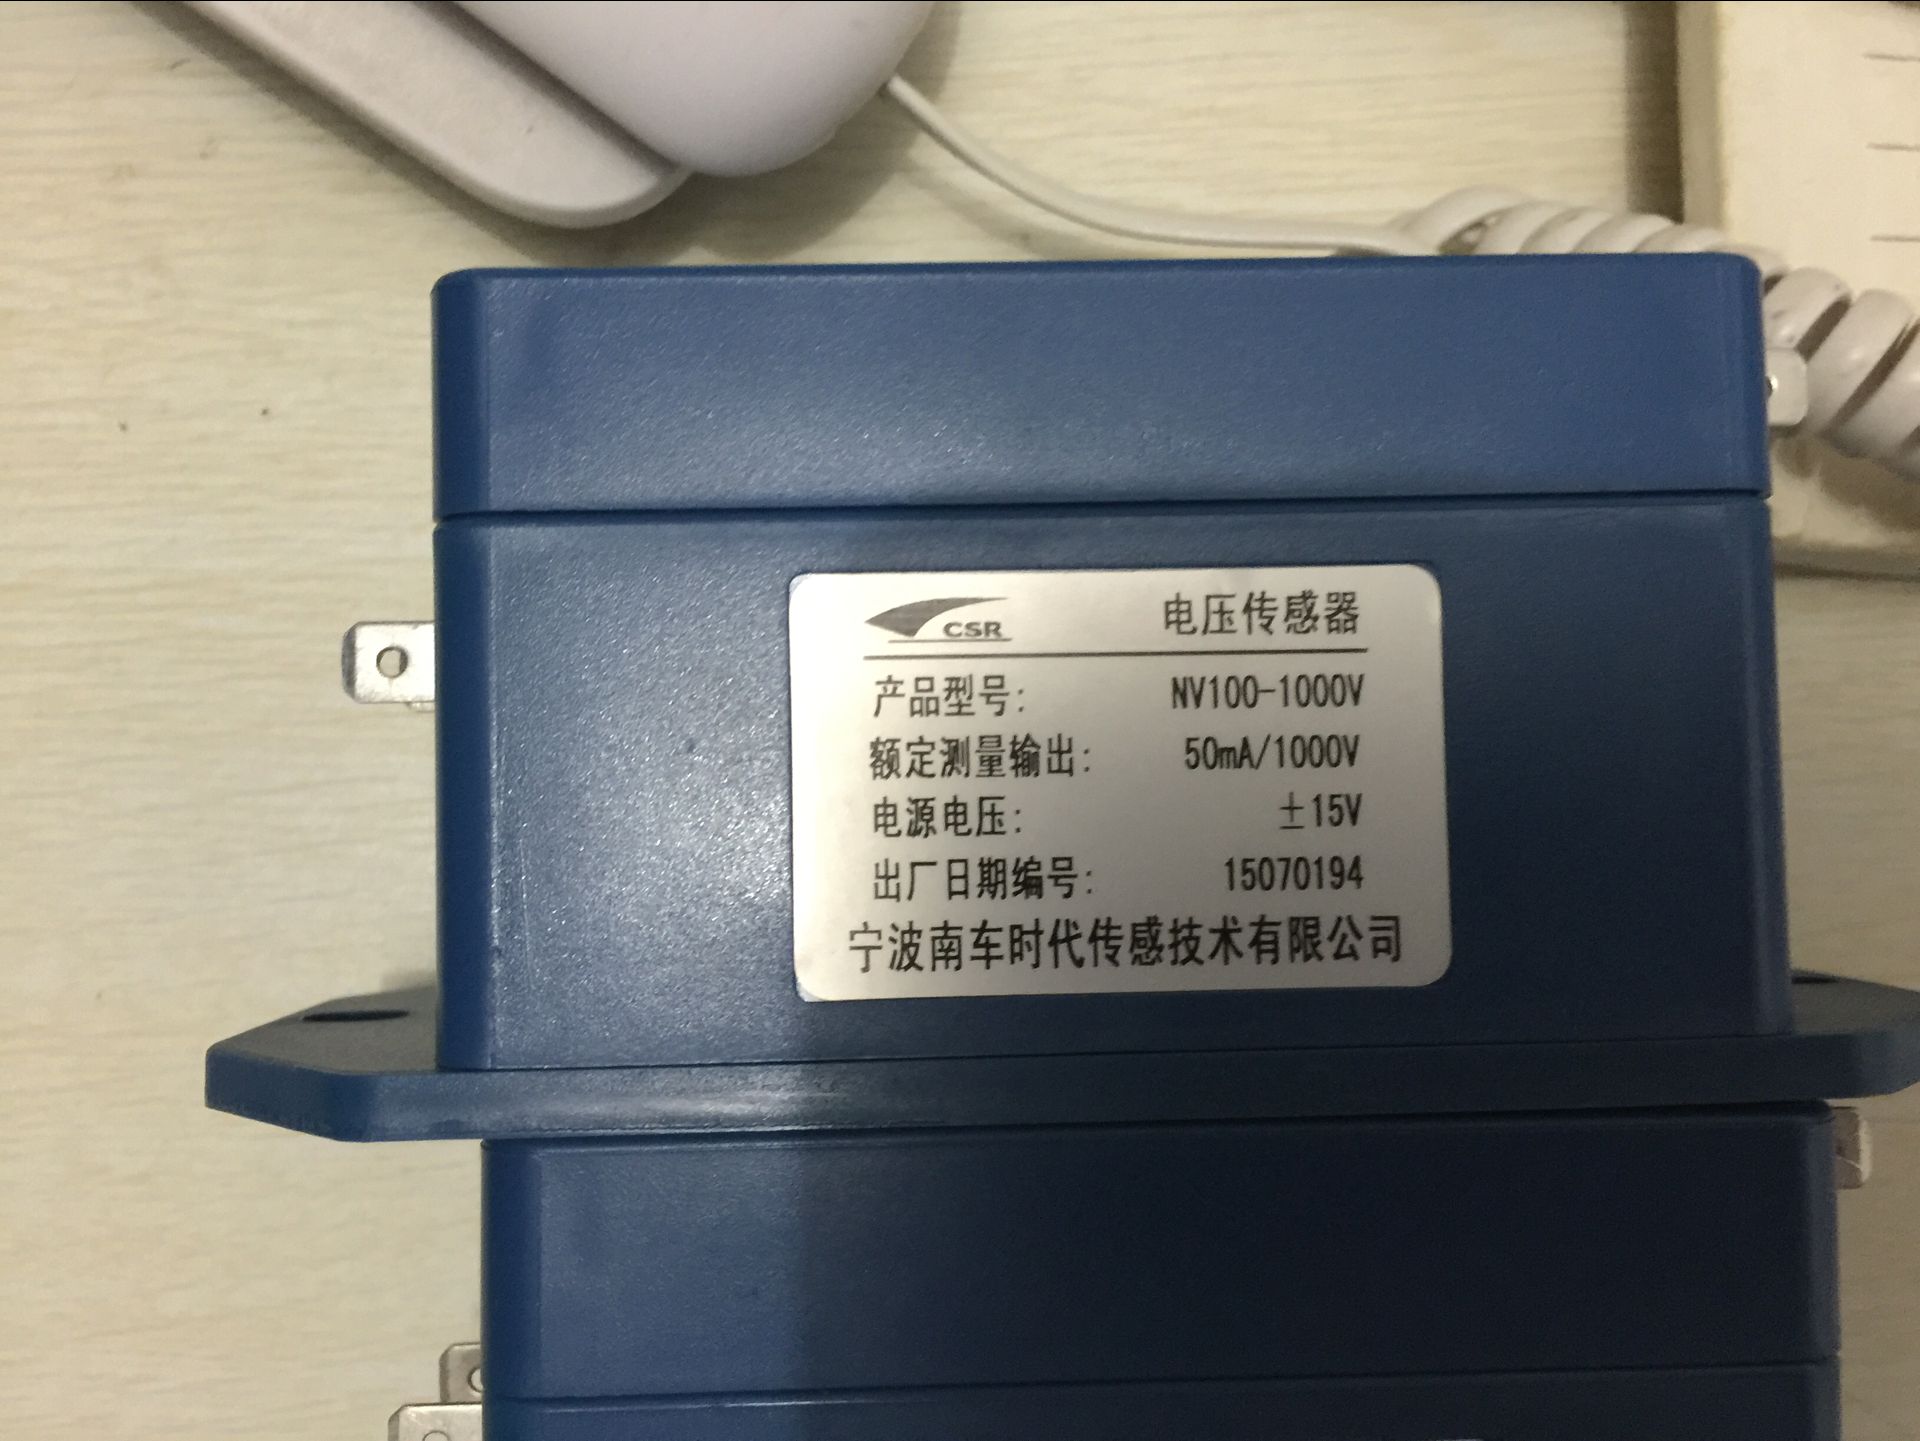 CSR 电压传感器
产品型号: NV100-1000V
额定测量输出: 50mA/1000V
电源电压: ±15V
出厂日期编号: 15070194
宁波南车时代传感技术有限公司